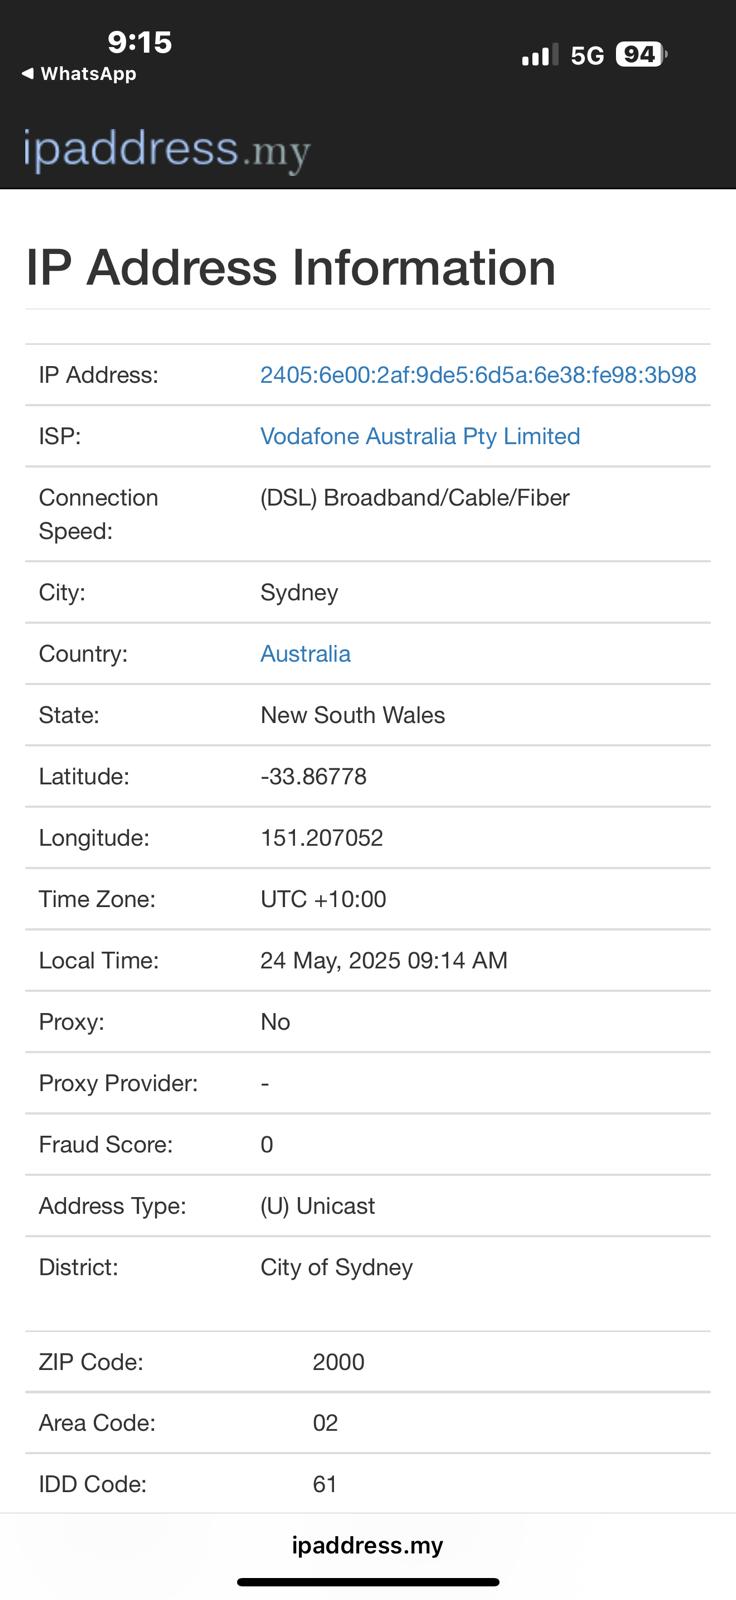 9:15
5G
94
◀ WhatsApp
ipaddress.my
IP Address Information
IP Address: 2405:6e00:2af:9de5:6d5a:6e38:fe98:3b98
ISP: Vodafone Australia Pty Limited
Connection Speed: (DSL) Broadband/Cable/Fiber
City: Sydney
Country: Australia
State: New South Wales
Latitude: -33.86778
Longitude: 151.207052
Time Zone: UTC +10:00
Local Time: 24 May, 2025 09:14 AM
Proxy: No
Proxy Provider: -
Fraud Score: 0
Address Type: (U) Unicast
District: City of Sydney
ZIP Code: 2000
Area Code: 02
IDD Code: 61
ipaddress.my